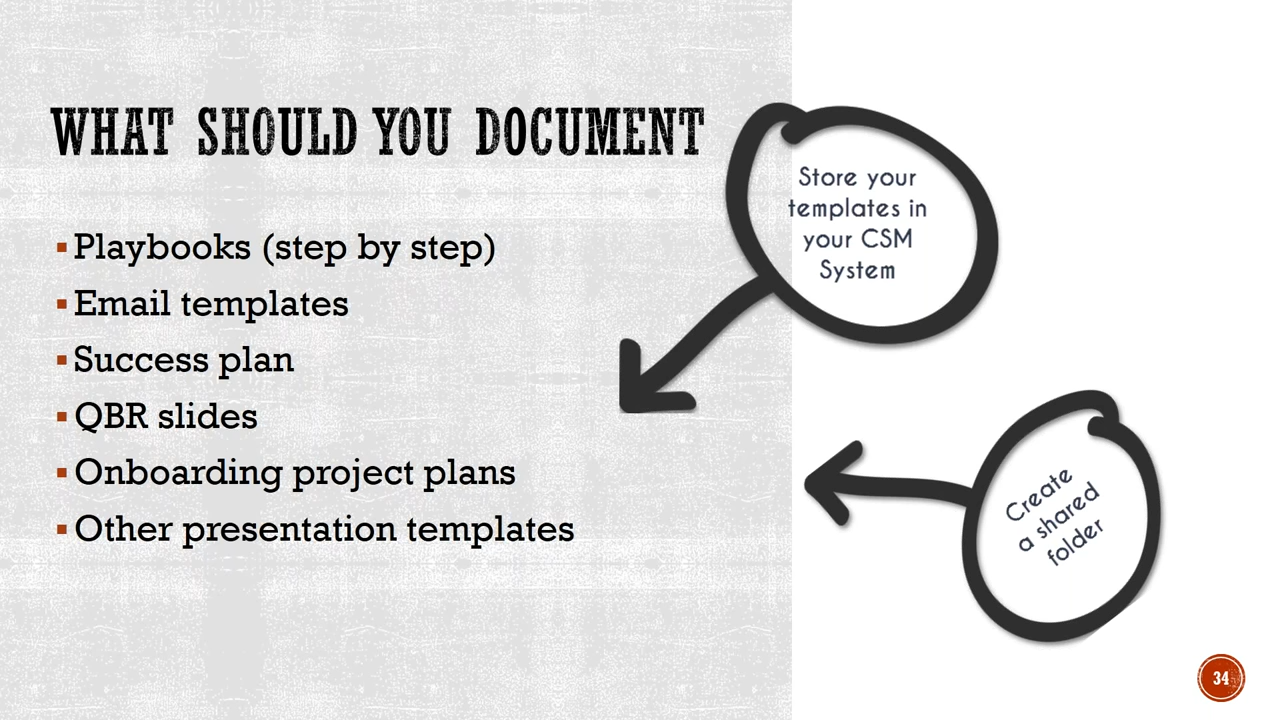 WHAT SHOULD YOU DOCUMENT
▪ Playbooks (step by step)
▪ Email templates
▪ Success plan
▪ QBR slides
▪ Onboarding project plans
▪ Other presentation templates
Store your
templates in
your CSM
System
Create
a shared
folder
34